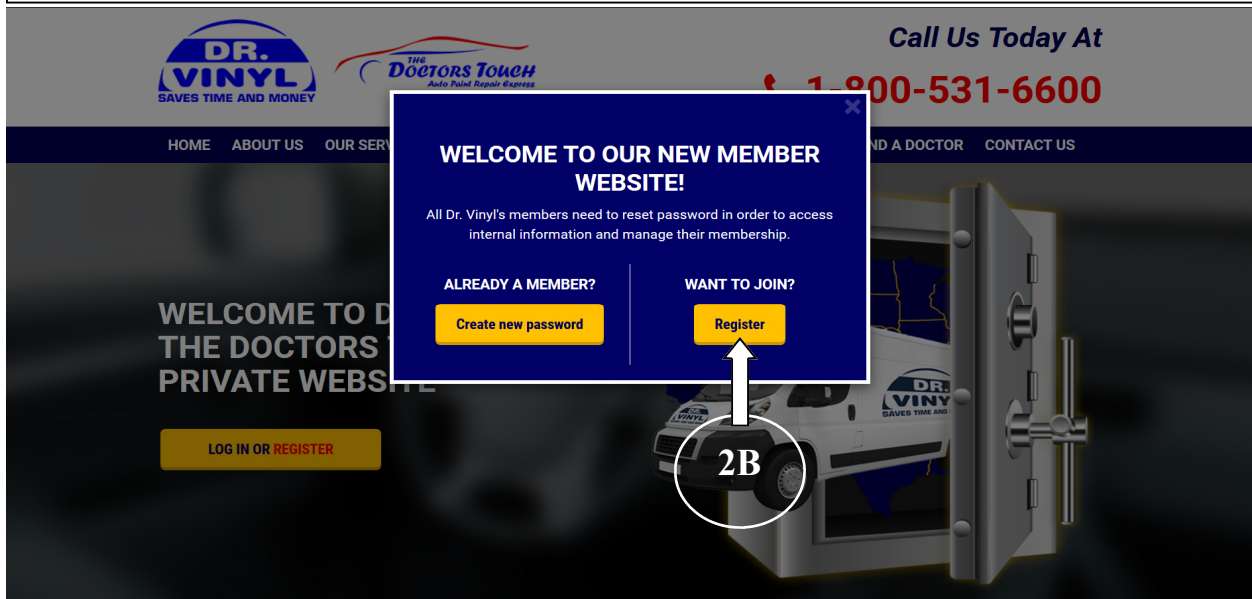 DR.
VINYL
SAVES TIME AND MONEY
THE
DOCTORS TOUCH
Auto Paint Repair Express
Call Us Today At
1-800-531-6600
HOME ABOUT US OUR SERV
ND A DOCTOR CONTACT US
WELCOME TO OUR NEW MEMBER
WEBSITE!
All Dr. Vinyl's members need to reset password in order to access
internal information and manage their membership.
ALREADY A MEMBER?
Create new password
WANT TO JOIN?
Register
WELCOME TO D
THE DOCTORS
PRIVATE WEBSITE
LOG IN OR REGISTER
DR.
VINYL
DR.
VINY
SAVES TIME AND
2B